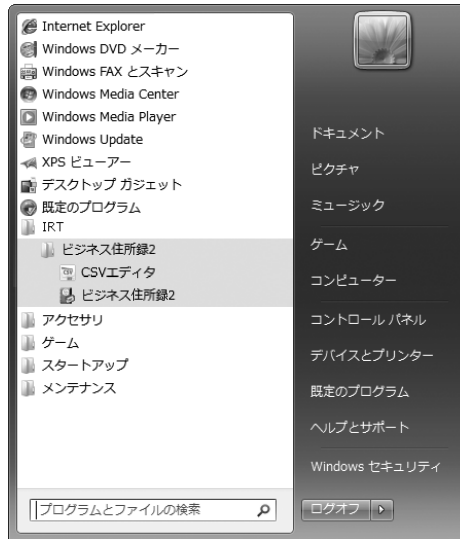 Internet Explorer
Windows DVD メーカー
Windows FAX とスキャン
Windows Media Center
Windows Media Player
Windows Update
XPS ビューアー
デスクトップ ガジェット
既定のプログラム
IRT
ビジネス住所録2
CSVエディタ
ビジネス住所録2
アクセサリ
ゲーム
スタートアップ
メンテナンス
プログラムとファイルの検索
ドキュメント
ピクチャ
ミュージック
ゲーム
コンピューター
コントロール パネル
デバイスとプリンター
既定のプログラム
ヘルプとサポート
Windows セキュリティ
ログオフ